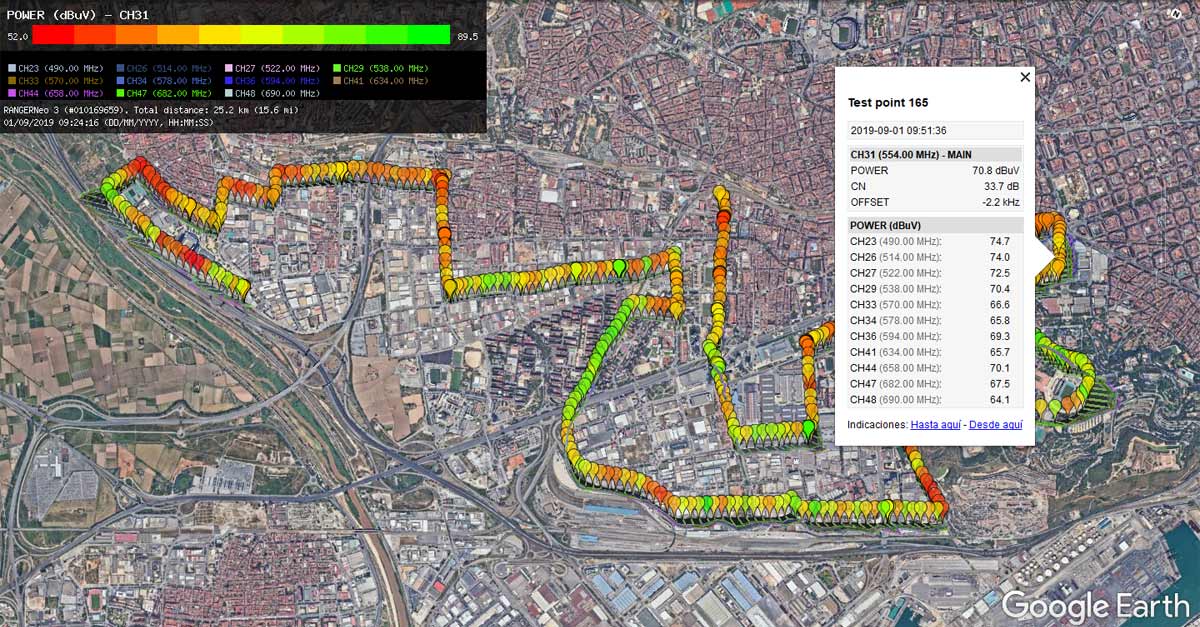 POWER (dBuV) - CH31
52.0 89.5
CH23 (490.00 MHz) CH26 (514.00 MHz) CH27 (522.00 MHz) CH29 (538.00 MHz)
CH33 (570.00 MHz) CH34 (578.00 MHz) CH36 (594.00 MHz) CH41 (634.00 MHz)
CH44 (658.00 MHz) CH47 (682.00 MHz) CH48 (690.00 MHz)
RANGERNeo 3 (#010169659). Total distance: 25.2 km (15.6 mi)
01/09/2019 09:24:16 (DD/MM/YYYY, HH:MM:SS)
Test point 165
2019-09-01 09:51:36
CH31 (554.00 MHz) - MAIN
POWER 70.8 dBuV
CN 33.7 dB
OFFSET -2.2 kHz
POWER (dBuV)
CH23 (490.00 MHz): 74.7
CH26 (514.00 MHz): 74.0
CH27 (522.00 MHz): 72.5
CH29 (538.00 MHz): 70.4
CH33 (570.00 MHz): 66.6
CH34 (578.00 MHz): 65.8
CH36 (594.00 MHz): 69.3
CH41 (634.00 MHz): 65.7
CH44 (658.00 MHz): 70.1
CH47 (682.00 MHz): 67.5
CH48 (690.00 MHz): 64.1
Indicaciones: Hasta aquí - Desde aquí
Google Earth